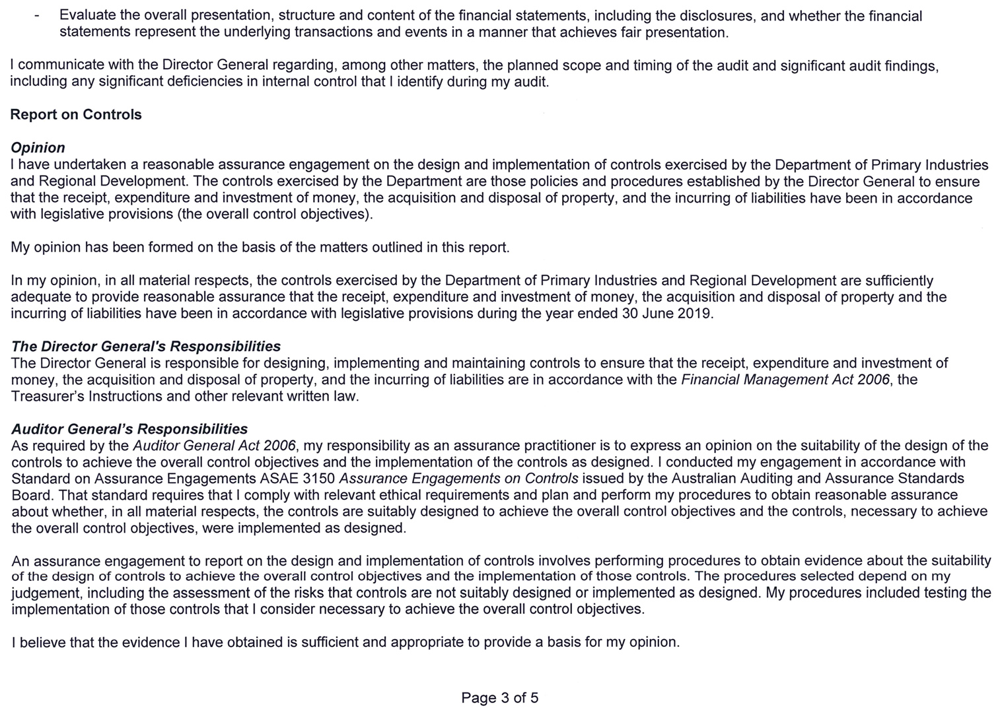 - Evaluate the overall presentation, structure and content of the financial statements, including the disclosures, and whether the financial
statements represent the underlying transactions and events in a manner that achieves fair presentation.
I communicate with the Director General regarding, among other matters, the planned scope and timing of the audit and significant audit findings,
including any significant deficiencies in internal control that I identify during my audit.
Report on Controls
Opinion
I have undertaken a reasonable assurance engagement on the design and implementation of controls exercised by the Department of Primary Industries
and Regional Development. The controls exercised by the Department are those policies and procedures established by the Director General to ensure
that the receipt, expenditure and investment of money, the acquisition and disposal of property, and the incurring of liabilities have been in accordance
with legislative provisions (the overall control objectives).
My opinion has been formed on the basis of the matters outlined in this report.
In my opinion, in all material respects, the controls exercised by the Department of Primary Industries and Regional Development are sufficiently
adequate to provide reasonable assurance that the receipt, expenditure and investment of money, the acquisition and disposal of property and the
incurring of liabilities have been in accordance with legislative provisions during the year ended 30 June 2019.
The Director General's Responsibilities
The Director General is responsible for designing, implementing and maintaining controls to ensure that the receipt, expenditure and investment of
money, the acquisition and disposal of property, and the incurring of liabilities are in accordance with the Financial Management Act 2006, the
Treasurer's Instructions and other relevant written law.
Auditor General's Responsibilities
As required by the Auditor General Act 2006, my responsibility as an assurance practitioner is to express an opinion on the suitability of the design of the
controls to achieve the overall control objectives and the implementation of the controls as designed. I conducted my engagement in accordance with
Standard on Assurance Engagements ASAE 3150 Assurance Engagements on Controls issued by the Australian Auditing and Assurance Standards
Board. That standard requires that I comply with relevant ethical requirements and plan and perform my procedures to obtain reasonable assurance
about whether, in all material respects, the controls are suitably designed to achieve the overall control objectives and the controls, necessary to achieve
the overall control objectives, were implemented as designed.
An assurance engagement to report on the design and implementation of controls involves performing procedures to obtain evidence about the suitability
of the design of controls to achieve the overall control objectives and the implementation of those controls. The procedures selected depend on my
judgement, including the assessment of the risks that controls are not suitably designed or implemented as designed. My procedures included testing the
implementation of those controls that I consider necessary to achieve the overall control objectives.
I believe that the evidence I have obtained is sufficient and appropriate to provide a basis for my opinion.
Page 3 of 5